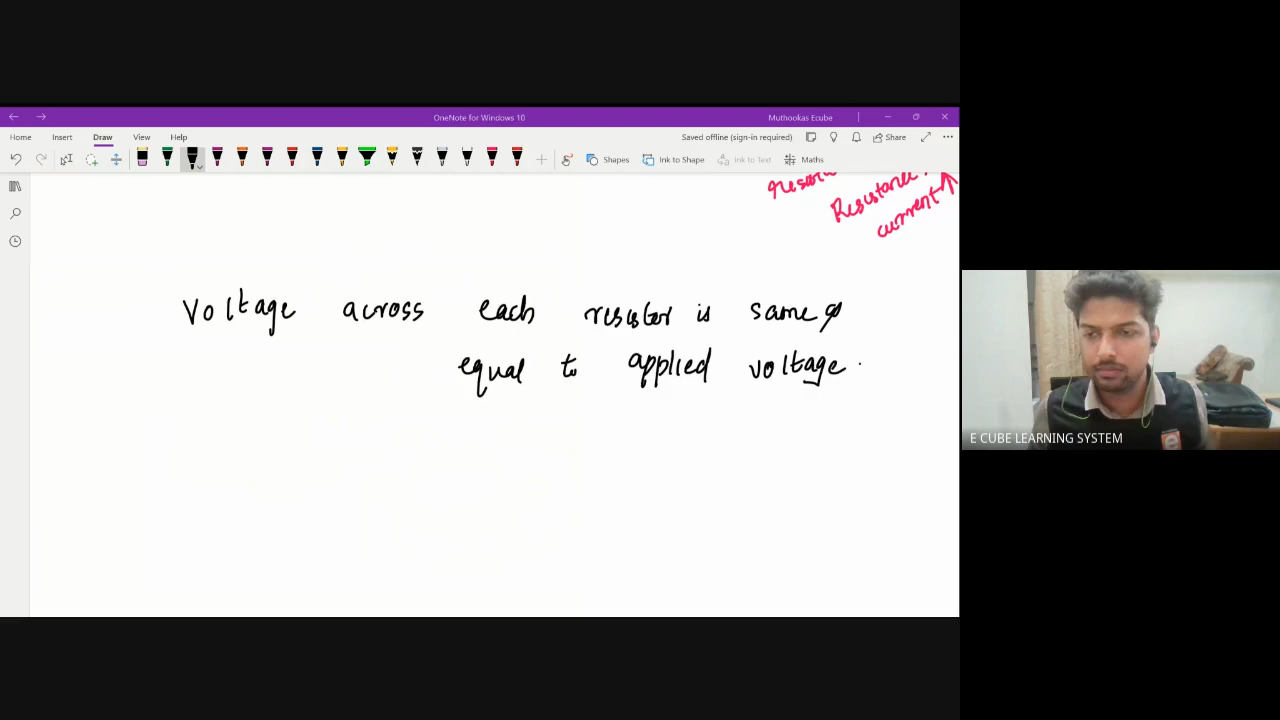 OneNote for Windows 10
Muthookas Ecube
Home Insert Draw View Help
Saved offline (sign-in required)
Share
Shapes
Ink to Shape
Ink to Text
Maths
Resistance
current
Voltage across each resistor is same &
equal to applied voltage.
E CUBE LEARNING SYSTEM